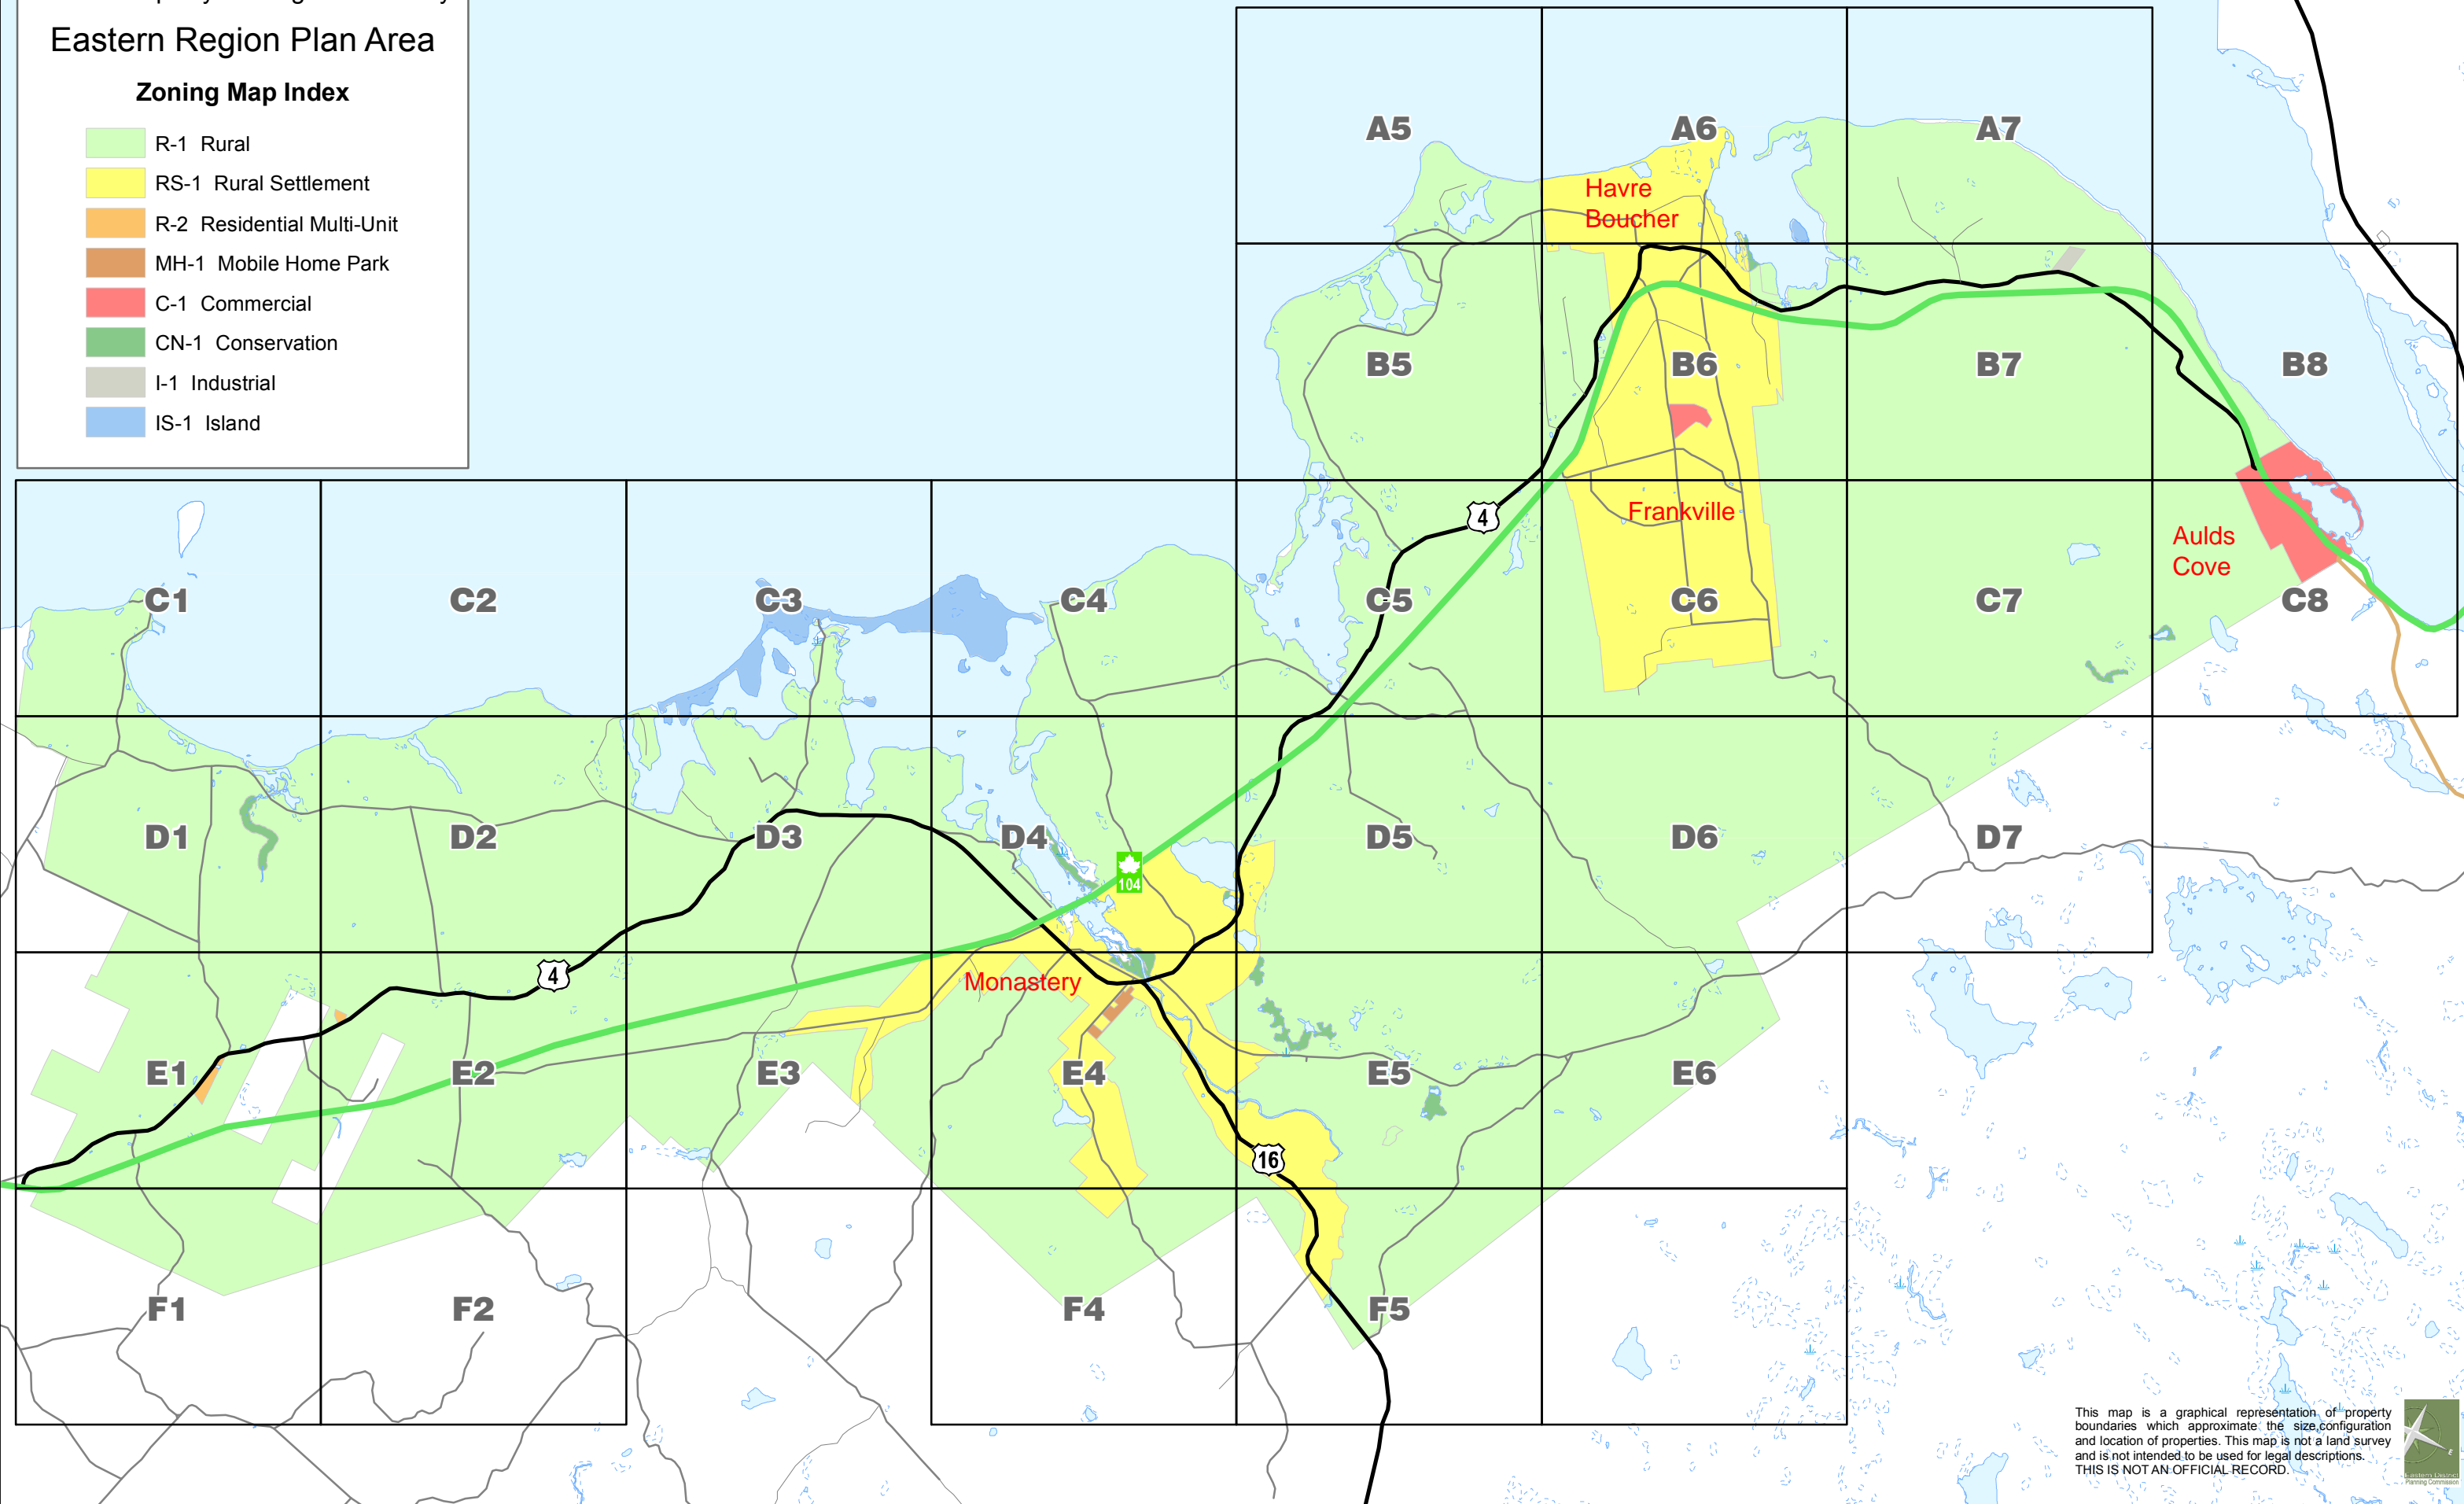 Eastern Region Plan Area
Zoning Map Index
R-1 Rural
RS-1 Rural Settlement
R-2 Residential Multi-Unit
MH-1 Mobile Home Park
C-1 Commercial
CN-1 Conservation
I-1 Industrial
IS-1 Island
A5
A6
A7
Havre
Boucher
B5
B6
B7
B8
4
Frankville
Aulds
Cove
C1
C2
C3
C4
C5
C6
C7
C8
D1
D2
D3
D4
D5
D6
D7
104
4
Monastery
E1
E2
E3
E4
E5
E6
16
F1
F2
F4
F5
This map is a graphical representation of property
boundaries which approximate the size,configuration
and location of properties. This map is not a land survey
and is not intended to be used for legal descriptions.
THIS IS NOT AN OFFICIAL RECORD.
E
Eastern District
Planning Commission